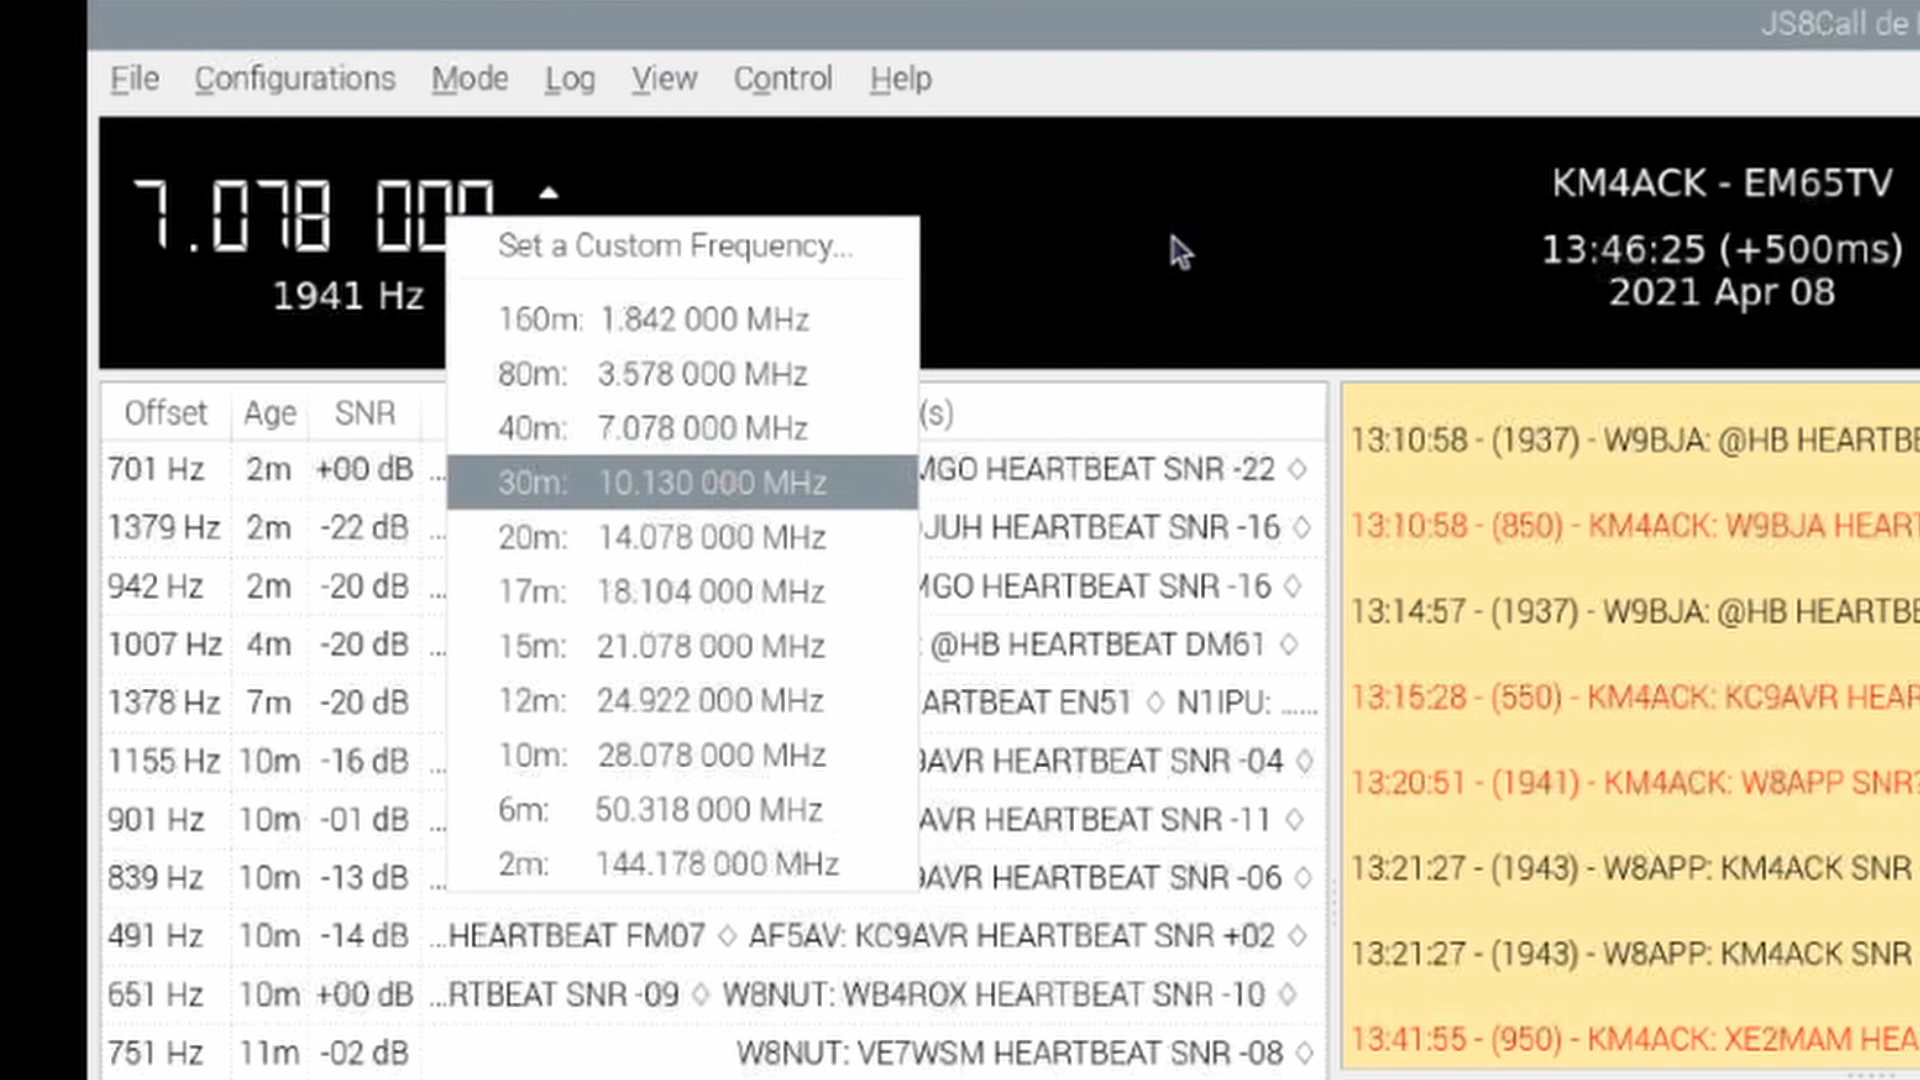 JS8Call de
File Configurations Mode Log View Control Help
7.078 000
1941 Hz
KM4ACK - EM65TV
13:46:25 (+500ms)
2021 Apr 08
Set a Custom Frequency...
160m: 1.842 000 MHz
80m: 3.578 000 MHz
40m: 7.078 000 MHz
30m: 10.130 000 MHz
20m: 14.078 000 MHz
17m: 18.104 000 MHz
15m: 21.078 000 MHz
12m: 24.922 000 MHz
10m: 28.078 000 MHz
6m: 50.318 000 MHz
2m: 144.178 000 MHz
Offset Age SNR (s)
701 Hz 2m +00 dB ... MGO HEARTBEAT SNR -22 ♢
1379 Hz 2m -22 dB ... JUH HEARTBEAT SNR -16 ♢
942 Hz 2m -20 dB ... MGO HEARTBEAT SNR -16 ♢
1007 Hz 4m -20 dB ... : @HB HEARTBEAT DM61 ♢
1378 Hz 7m -20 dB ... ARTBEAT EN51 ♢ N1IPU: ......
1155 Hz 10m -16 dB ... 9AVR HEARTBEAT SNR -04 ♢
901 Hz 10m -01 dB ... AVR HEARTBEAT SNR -11 ♢
839 Hz 10m -13 dB ... 9AVR HEARTBEAT SNR -06 ♢
491 Hz 10m -14 dB ...HEARTBEAT FM07 ♢ AF5AV: KC9AVR HEARTBEAT SNR +02 ♢
651 Hz 10m +00 dB ...RTBEAT SNR -09 ♢ W8NUT: WB4ROX HEARTBEAT SNR -10 ♢
751 Hz 11m -02 dB W8NUT: VE7WSM HEARTBEAT SNR -08 ♢
13:10:58 - (1937) - W9BJA: @HB HEARTBE
13:10:58 - (850) - KM4ACK: W9BJA HEART
13:14:57 - (1937) - W9BJA: @HB HEARTBE
13:15:28 - (550) - KM4ACK: KC9AVR HEAR
13:20:51 - (1941) - KM4ACK: W8APP SNR?
13:21:27 - (1943) - W8APP: KM4ACK SNR
13:21:27 - (1943) - W8APP: KM4ACK SNR
13:41:55 - (950) - KM4ACK: XE2MAM HEA